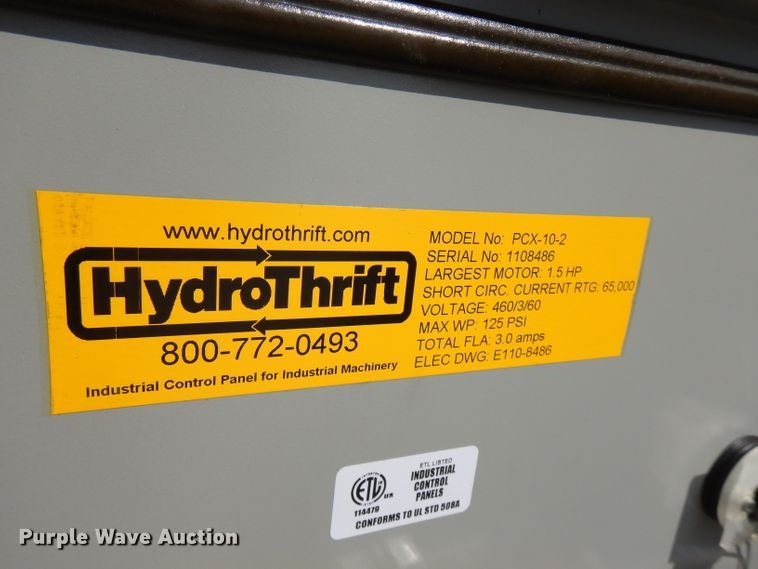 www.hydrothrift.com
HydroThrift
800-772-0493
Industrial Control Panel for Industrial Machinery
MODEL No: PCX-10-2
SERIAL No: 1108486
LARGEST MOTOR: 1.5 HP
SHORT CIRC. CURRENT RTG: 65,000
VOLTAGE: 460/3/60
MAX WP: 125 PSI
TOTAL FLA: 3.0 amps
ELEC DWG: E110-8486
ETL LISTED
INDUSTRIAL
CONTROL
PANELS
ETL
US
114479
CONFORMS TO UL STD 508A
Purple Wave Auction